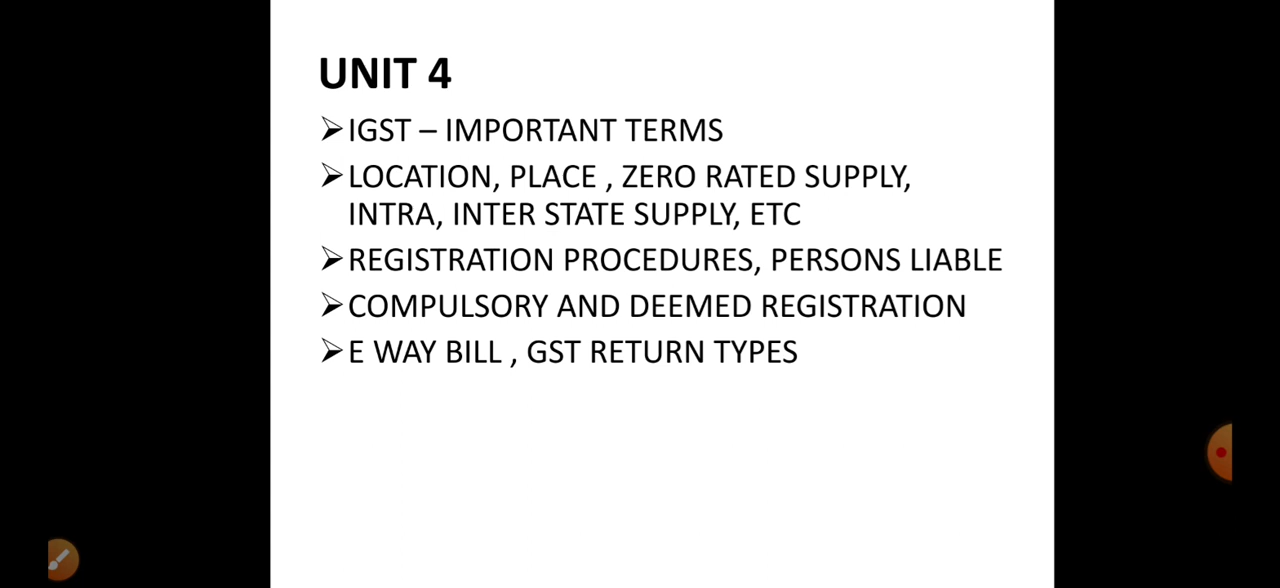 UNIT 4
➢IGST – IMPORTANT TERMS
➢LOCATION, PLACE , ZERO RATED SUPPLY,
INTRA, INTER STATE SUPPLY, ETC
➢REGISTRATION PROCEDURES, PERSONS LIABLE
➢COMPULSORY AND DEEMED REGISTRATION
➢E WAY BILL , GST RETURN TYPES